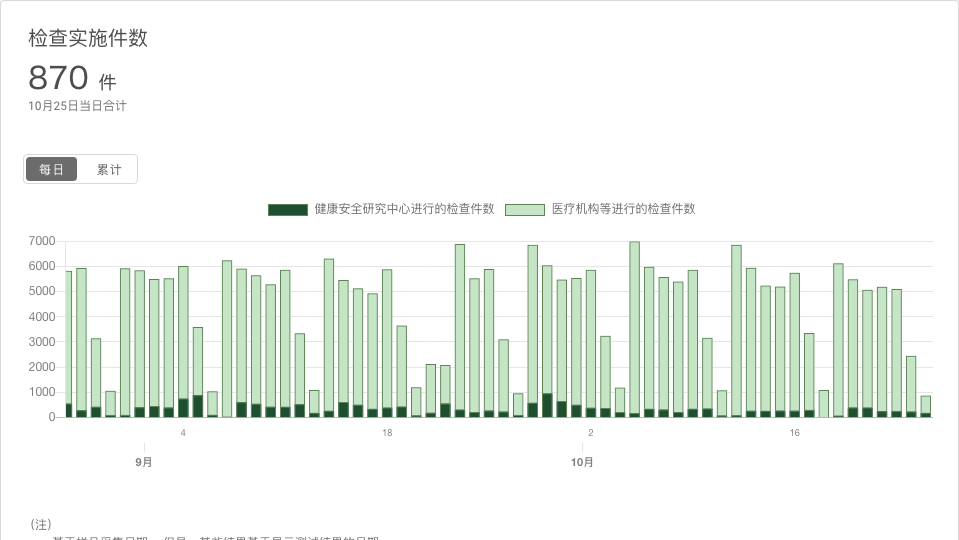 检查实施件数
870 件
10月25日当日合计
每日 累计
健康安全研究中心进行的检查件数 医疗机构等进行的检查件数
7000
6000
5000
4000
3000
2000
1000
0
4 18 2 16
9月 10月
(注)